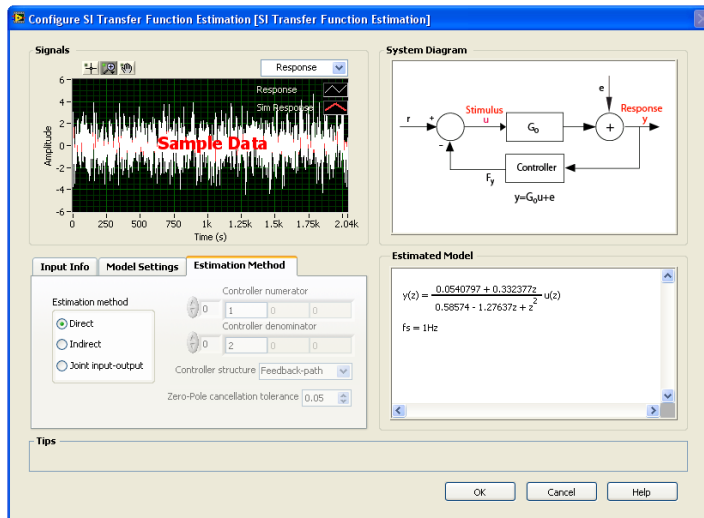 Configure SI Transfer Function Estimation [SI Transfer Function Estimation]
Signals
Response
Response
Sim Response
Sample Data
Amplitude
6
4
2
0
-2
-4
-6
0 250 500 750 1k 1.25k 1.5k 1.75k 2.04k
Time (s)
System Diagram
e
Stimulus
u
Response
y
r
+
-
G0
+
Controller
Fy
y=G0u+e
Input Info Model Settings Estimation Method
Estimation method
Direct
Indirect
Joint input-output
Controller numerator
0 1 0 0
Controller denominator
0 2 0 0
Controller structure Feedback-path
Zero-Pole cancellation tolerance 0.05
Estimated Model
0.0540797 + 0.332377z
y(z) = u(z)
0.58574 - 1.27637z + z^2
fs = 1Hz
Tips
OK Cancel Help